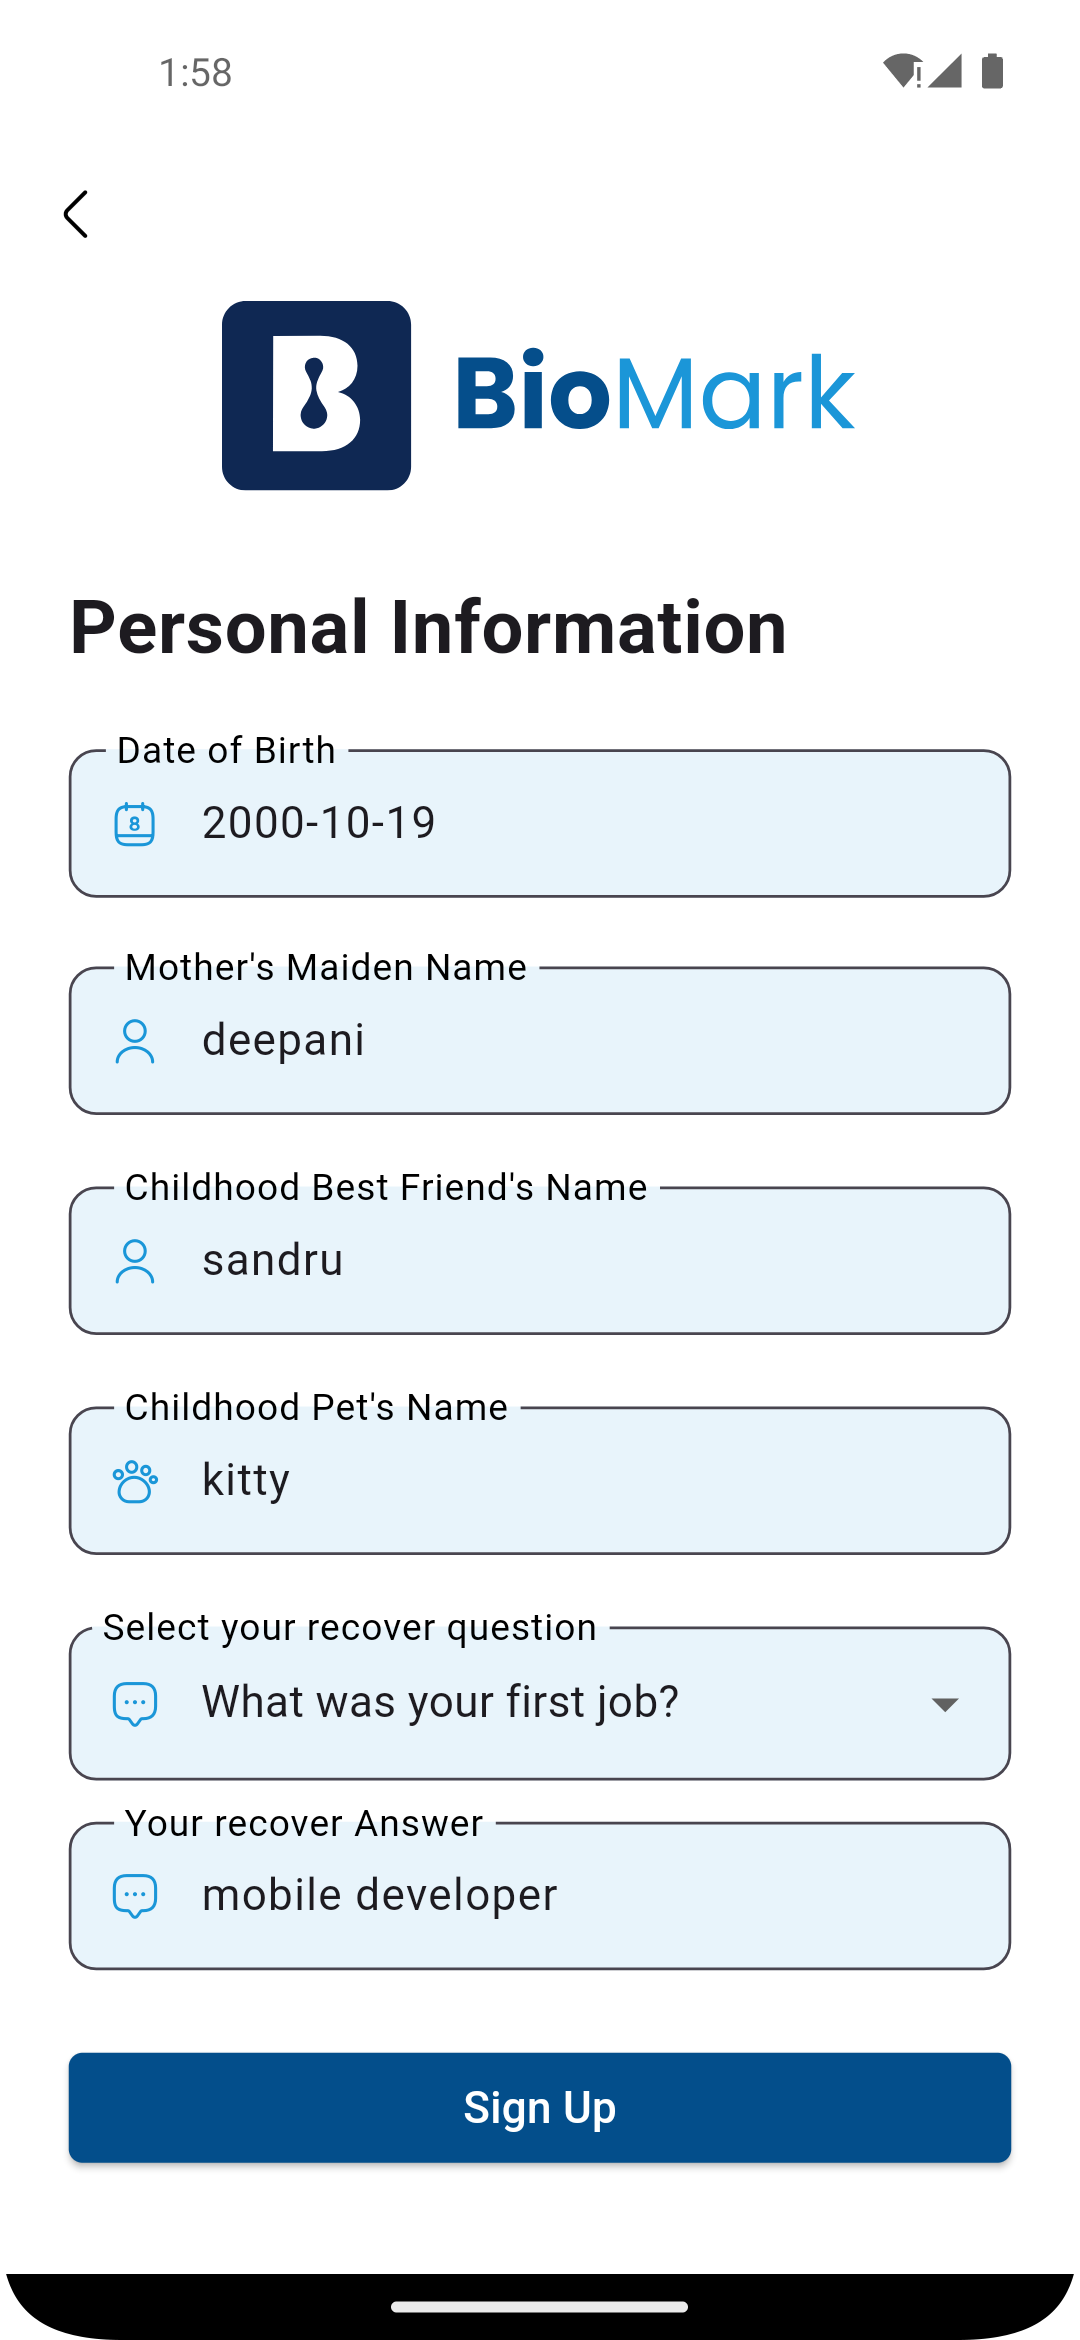 1:58
B BioMark
Personal Information
Date of Birth
8
2000-10-19
Mother's Maiden Name
deepani
Childhood Best Friend's Name
sandru
Childhood Pet's Name
kitty
Select your recover question
What was your first job?
Your recover Answer
mobile developer
Sign Up